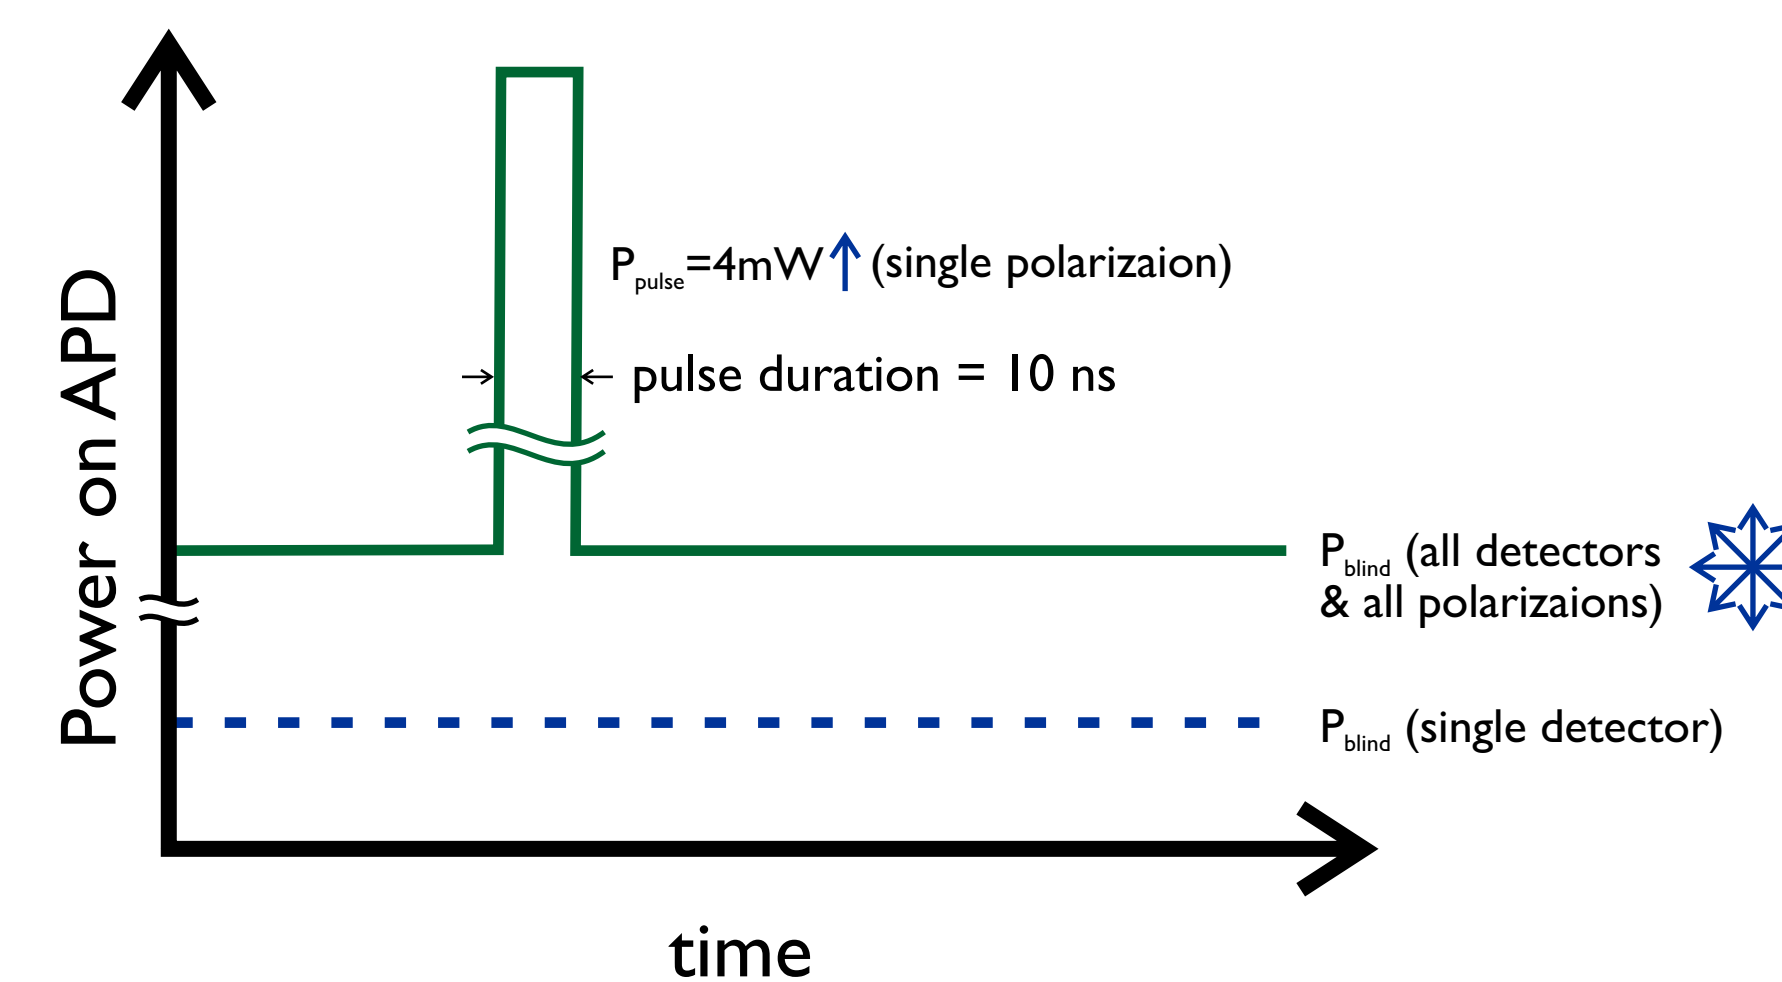 Power on APD
Ppulse=4mW (single polarizaion)
pulse duration = 10 ns
Pblind (all detectors
& all polarizaions)
Pblind (single detector)
time